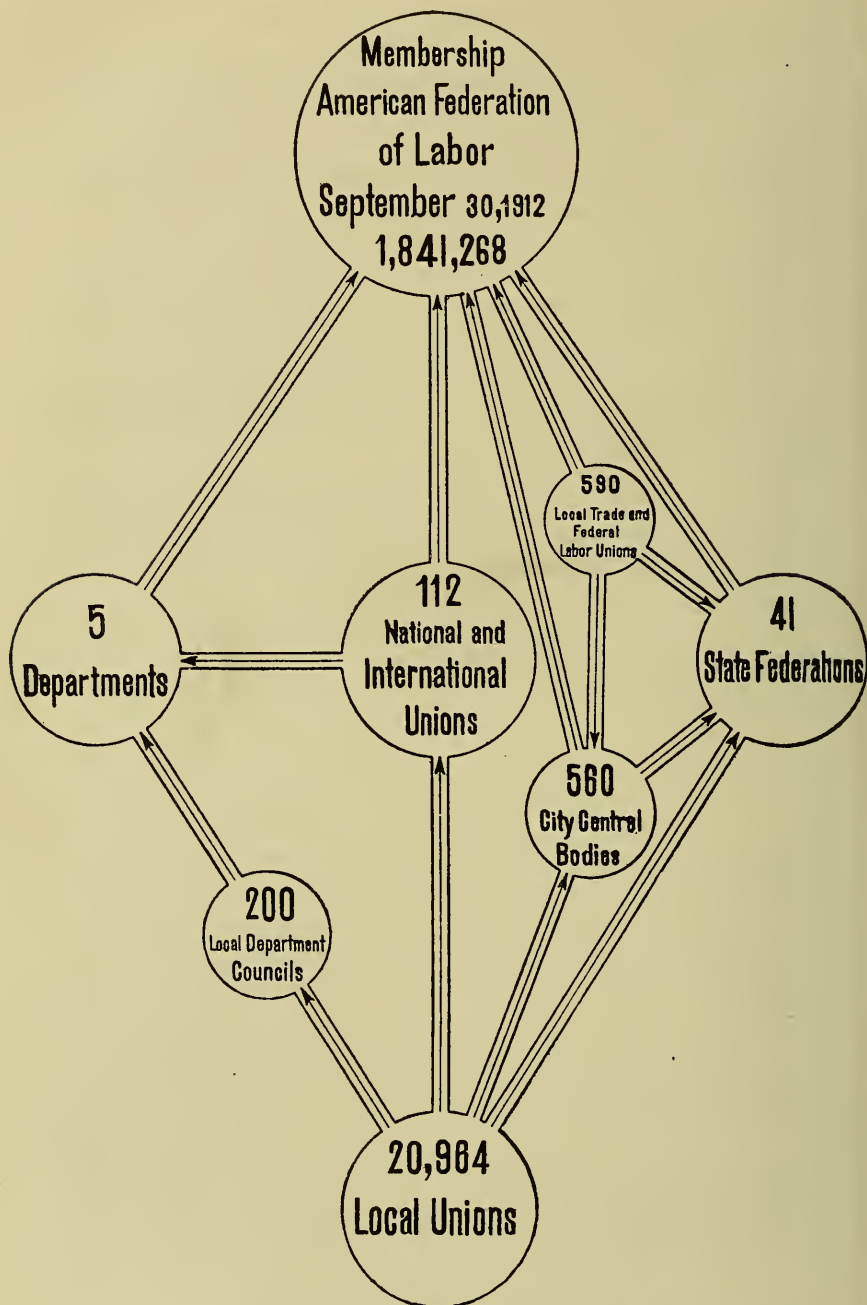 Membership
American Federation
of Labor
September 30,1912
1,841,268
590
Local Trade and
Federal
Labor Unions
5
Departments
112
National and
International
Unions
41
State Federations
560
City Central
Bodies
200
Local Department
Councils
20,964
Local Unions